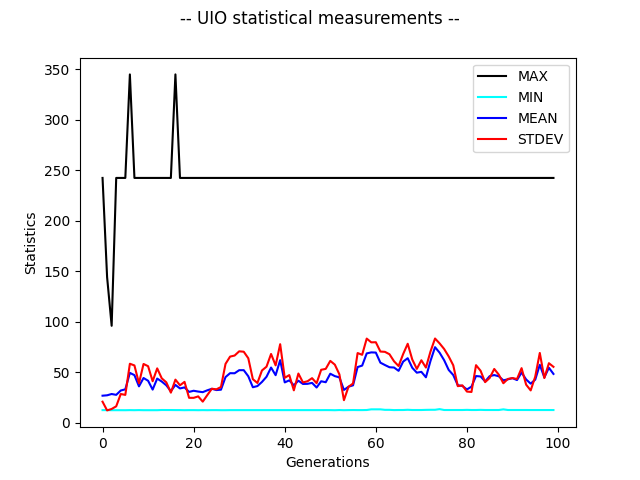 -- UIO statistical measurements --
350
300
250
200
150
100
50
0
Statistics
MAX
MIN
MEAN
STDEV
0 20 40 60 80 100
Generations